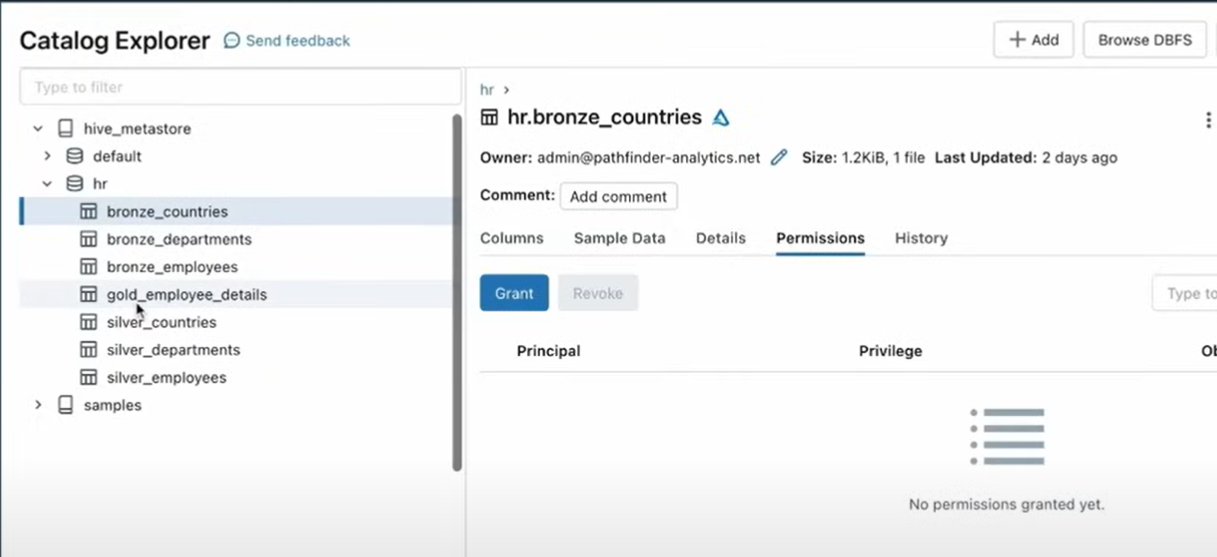 Catalog Explorer Send feedback
+ Add Browse DBFS
Type to filter
hive_metastore
default
hr
bronze_countries
bronze_departments
bronze_employees
gold_employee_details
silver_countries
silver_departments
silver_employees
samples
hr >
hr.bronze_countries
Owner: admin@pathfinder-analytics.net Size: 1.2KiB, 1 file Last Updated: 2 days ago
Comment: Add comment
Columns Sample Data Details Permissions History
Grant Revoke Type to
Principal Privilege Ob
No permissions granted yet.